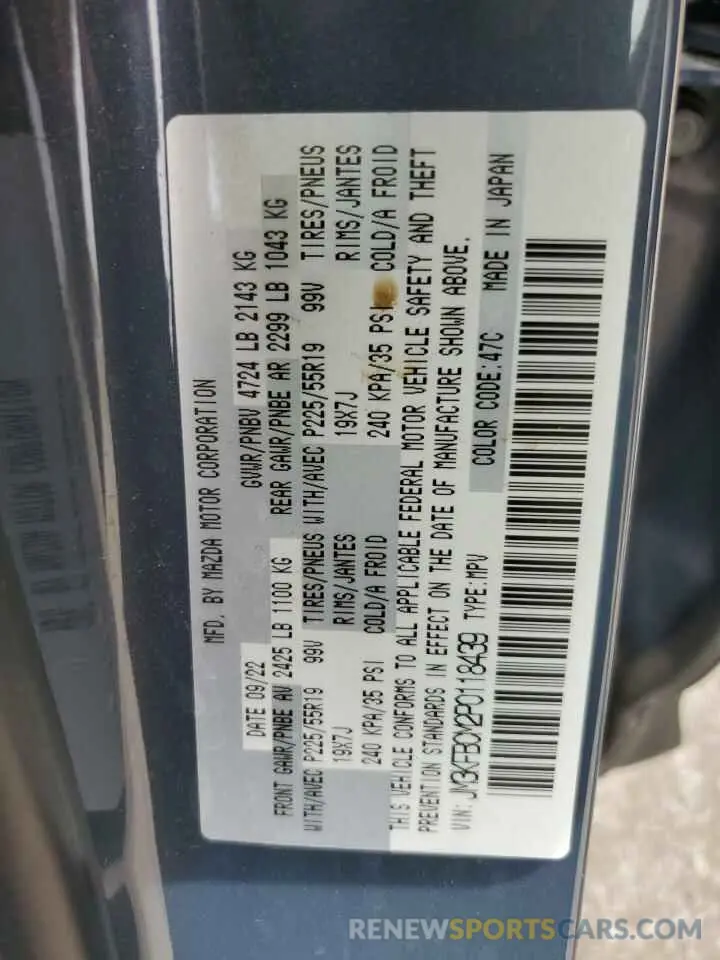 MFD. BY MAZDA MOTOR CORPORATION
DATE 09/22 GVWR/PNBV 4724 LB 2143 KG
FRONT GAWR/PNBE AV 2425 LB 1100 KG REAR GAWR/PNBE AR 2299 LB 1043 KG
WITH/AVEC P225/55R19 99V TIRES/PNEUS WITH/AVEC P225/55R19 99V TIRES/PNEUS
19X7J RIMS/JANTES 19X7J RIMS/JANTES
240 KPA/35 PSI COLD/A FROID 240 KPA/35 PSI COLD/A FROID
THIS VEHICLE CONFORMS TO ALL APPLICABLE FEDERAL MOTOR VEHICLE SAFETY AND THEFT
PREVENTION STANDARDS IN EFFECT ON THE DATE OF MANUFACTURE SHOWN ABOVE.
VIN: JM3KFBCM2P0118439 TYPE:MPV COLOR CODE:47C MADE IN JAPAN
RENEWSPORTSCARS.COM